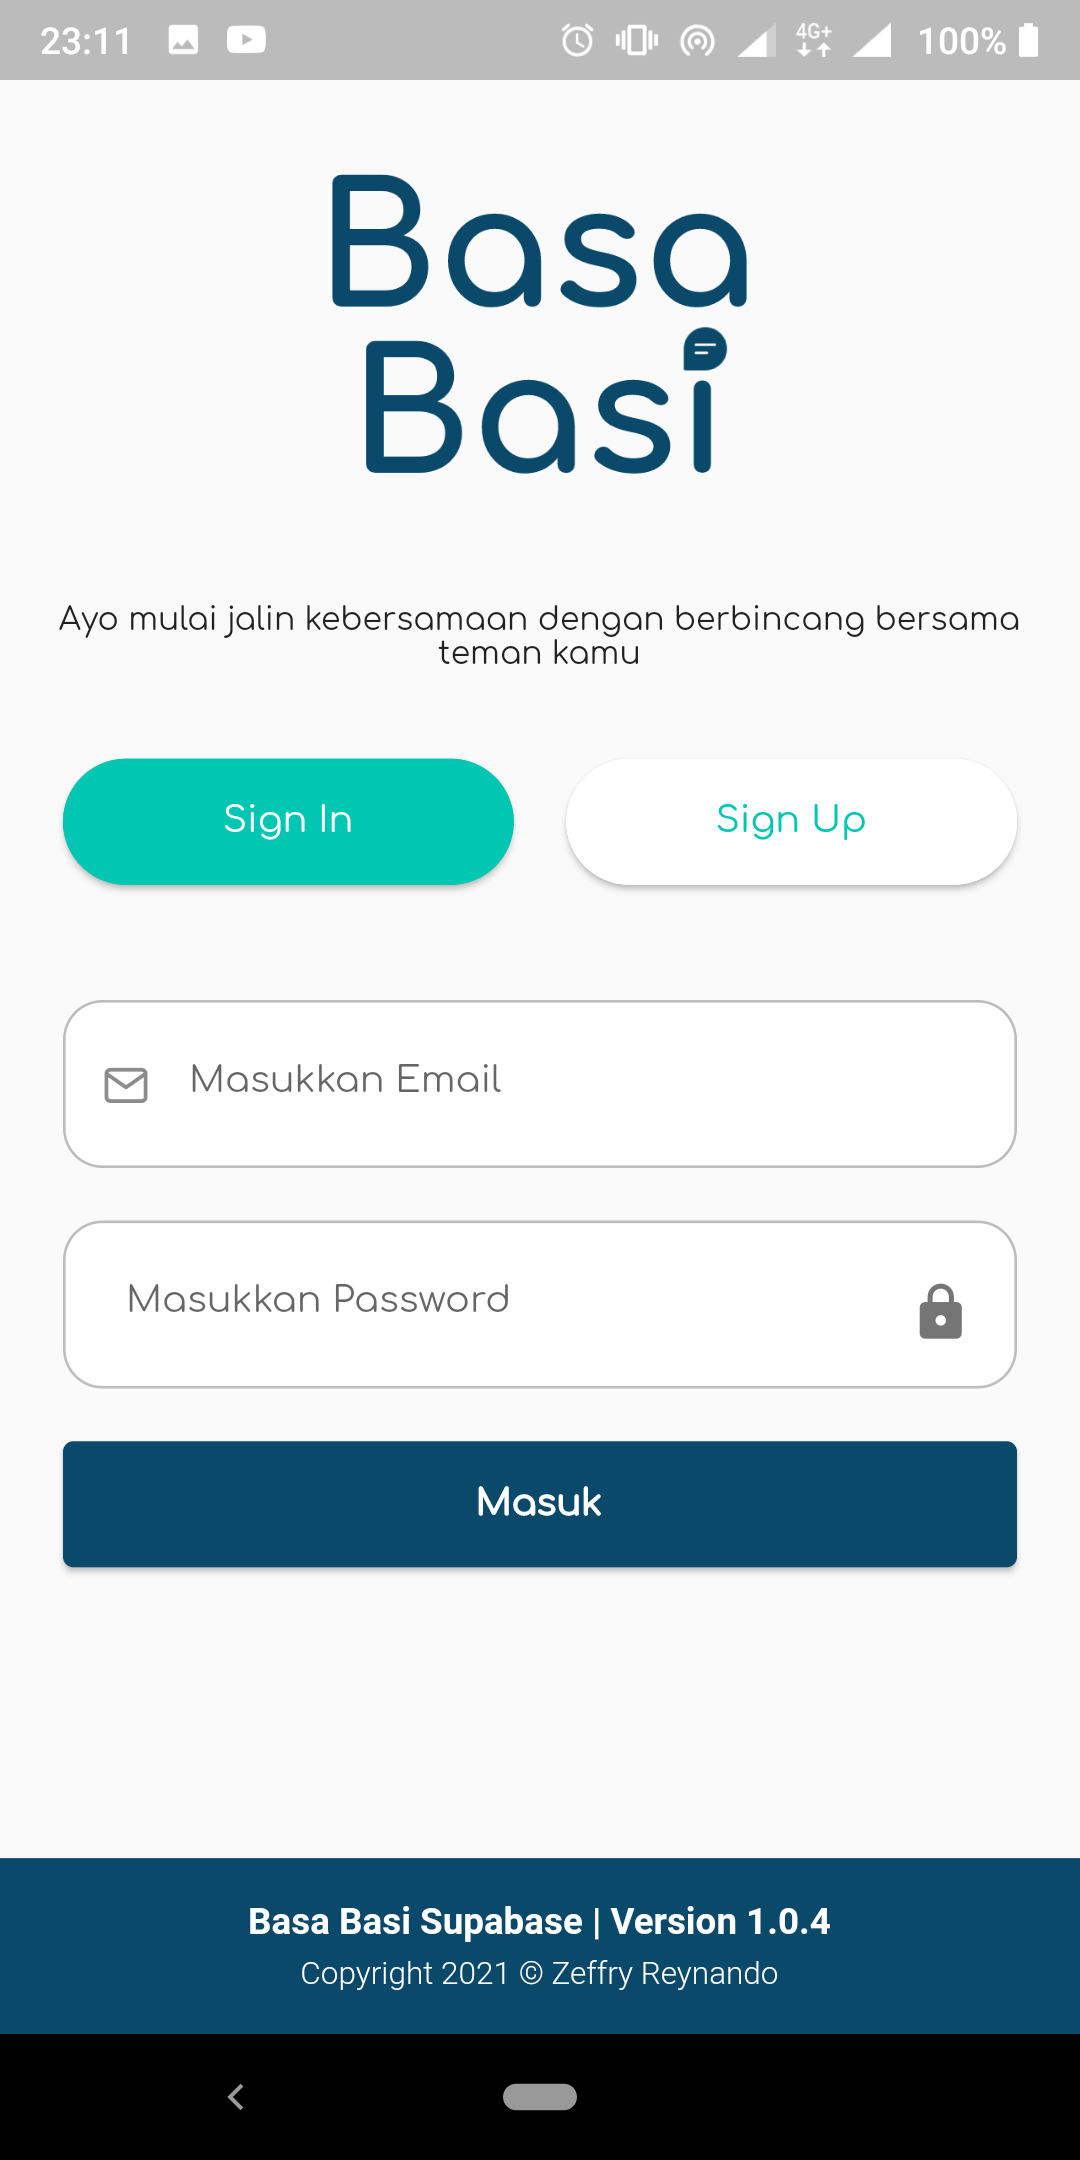 23:11
4G+
100%
Basa
Basi
Ayo mulai jalin kebersamaan dengan berbincang bersama
teman kamu
Sign In
Sign Up
Masukkan Email
Masukkan Password
Masuk
Basa Basi Supabase | Version 1.0.4
Copyright 2021 © Zeffry Reynando